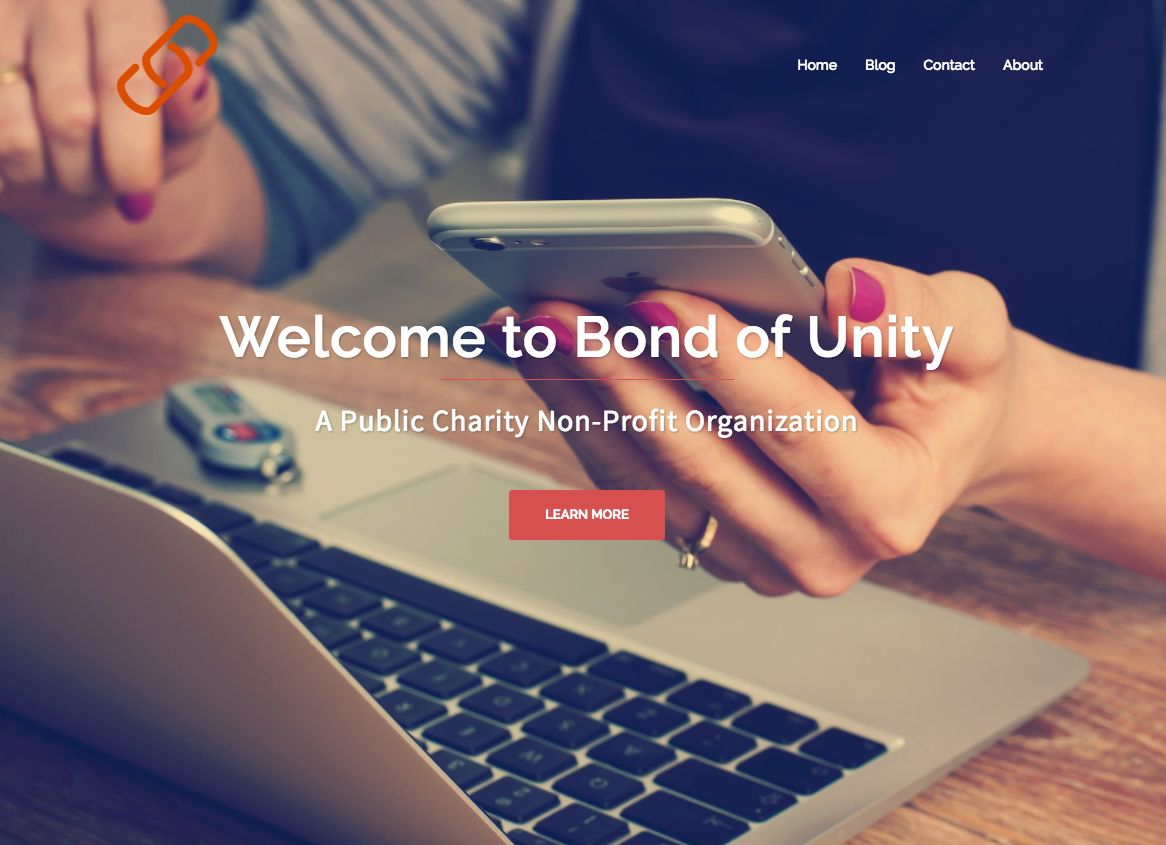 Home Blog Contact About
Welcome to Bond of Unity
A Public Charity Non-Profit Organization
LEARN MORE